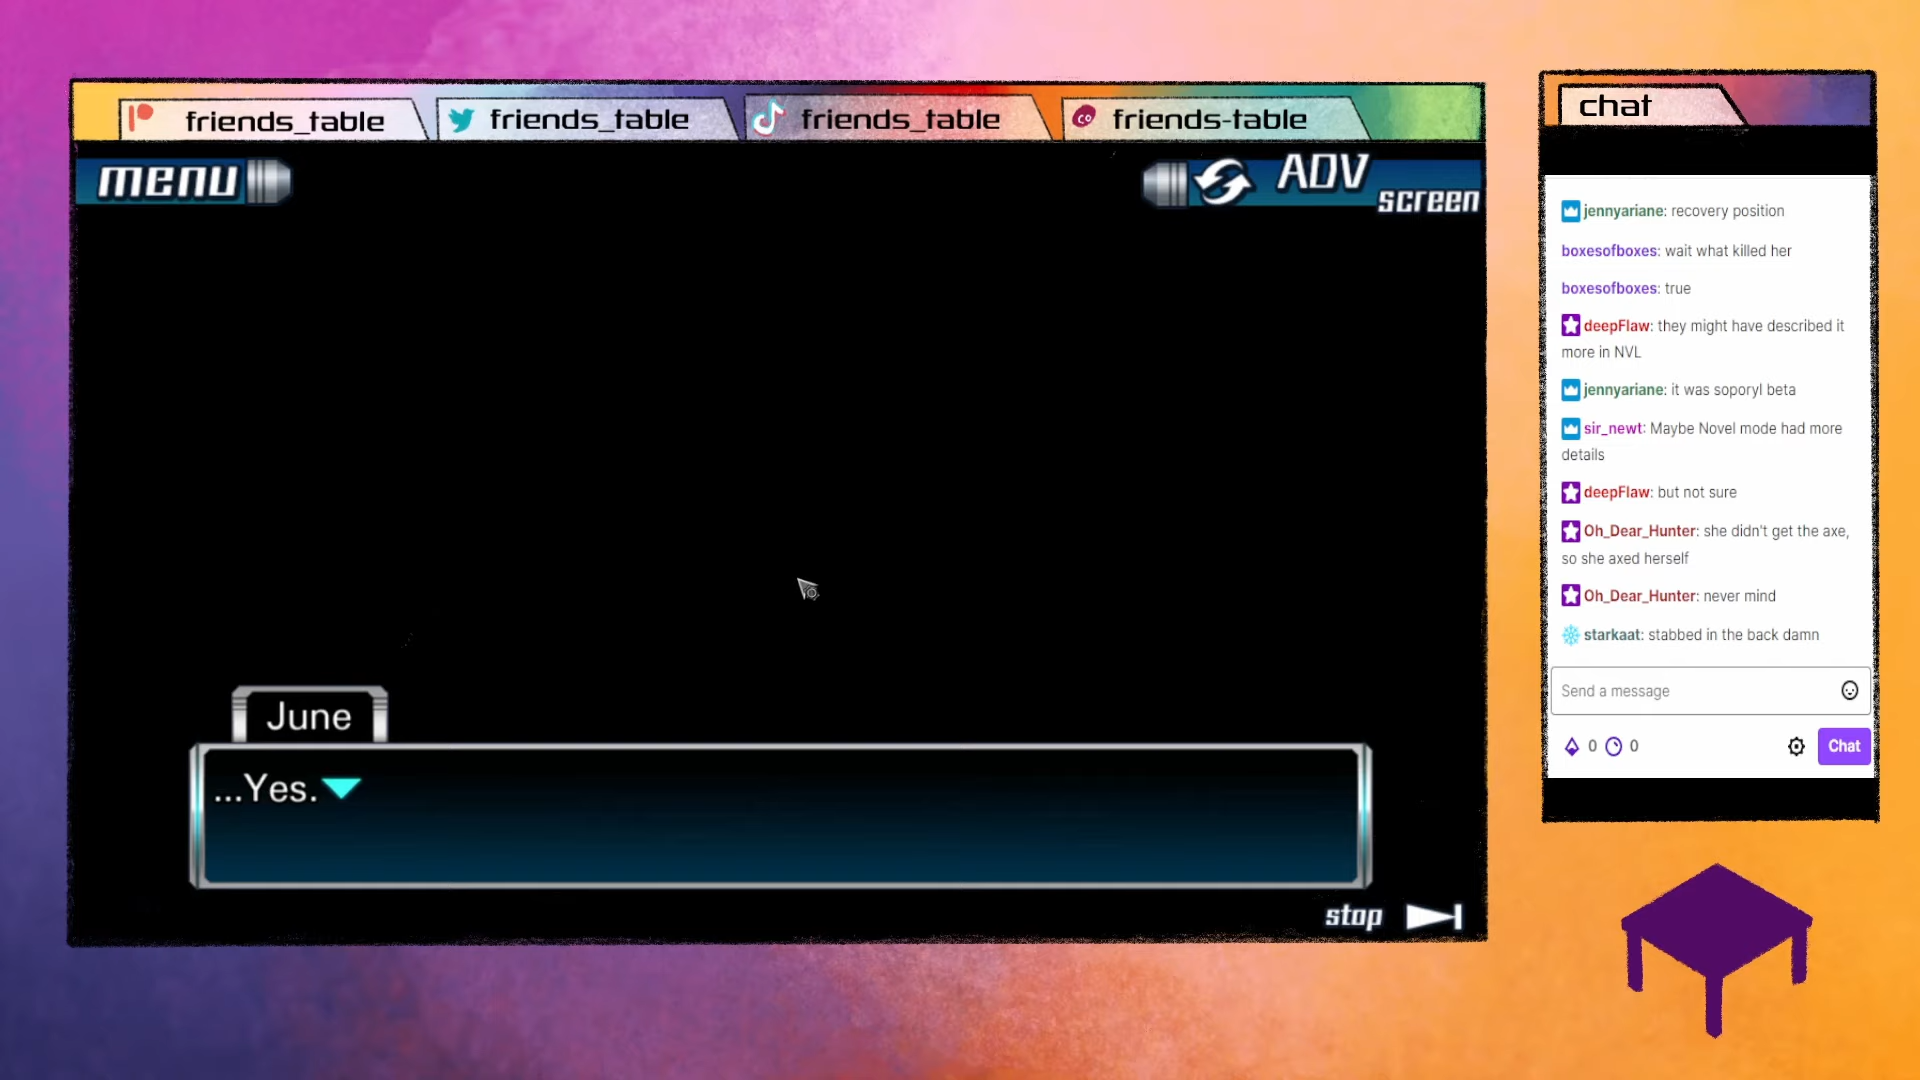 friends_table
friends_table
friends_table
friends-table
menu
ADV
screen
June
...Yes.
stop
chat
jennyariane: recovery position
boxesofboxes: wait what killed her
boxesofboxes: true
deepFlaw: they might have described it
more in NVL
jennyariane: it was soporyl beta
sir_newt: Maybe Novel mode had more
details
deepFlaw: but not sure
Oh_Dear_Hunter: she didn't get the axe,
so she axed herself
Oh_Dear_Hunter: never mind
starkaat: stabbed in the back damn
Send a message
0 0
Chat